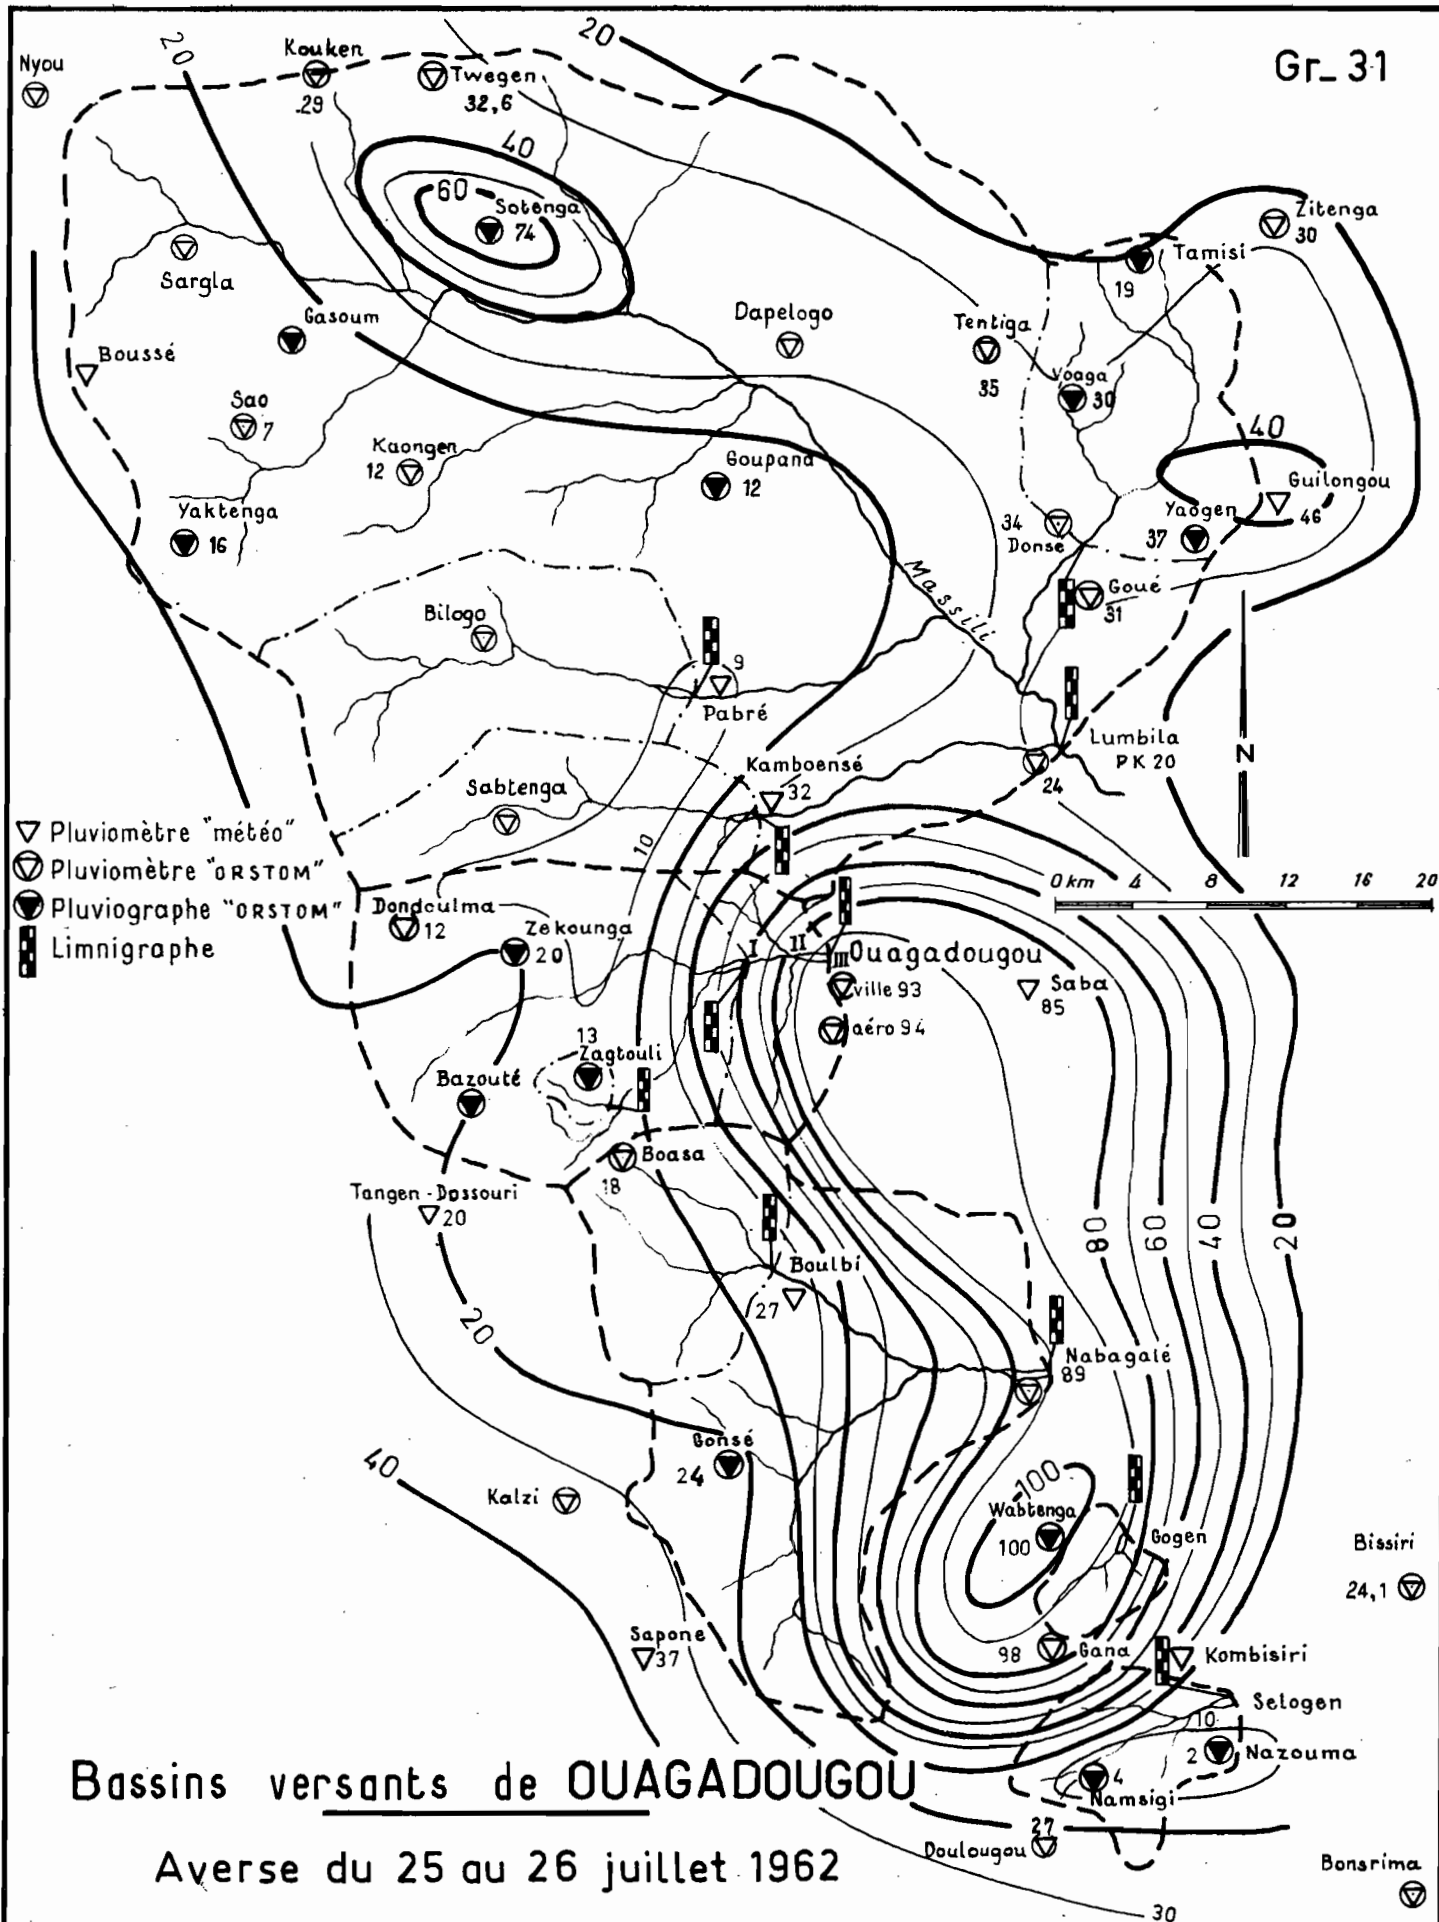 20
20
Gr_31
Nyou
Kouken
29
Twegen
32,6
40
60
Sotenga
74
Zitenga
30
Tamisi
19
Sargla
Gasoum
Dapelogo
Tentiga
35
Boussé
Voaga
30
Sao
7
Kaongen
12
Goupana
12
40
Guilongou
46
Yaktenga
16
Yaogen
37
34
Donse
Massili
Goué
31
Bilogo
9
Pabré
Lumbila
PK 20
24
N
Kamboensé
32
Sabtenga
10
▽ Pluviomètre "météo"
Pluviomètre "ORSTOM"
Pluviographe "ORSTOM"
Limnigraphe
0 km 4 8 12 16 20
Dondoulma
12
Zekounga
20
I II III
Ouagadougou
ville 93
aéro 94
Saba
85
13
Zagtouli
Bazouté
Boasa
18
Tangen-Dossouri
20
80 60 40 20
Boulbi
27
20
Nabagalé
89
Gonsé
24
40
Kalzi
100
Wabtenga
100
Gogen
Bissiri
24,1
Sapone
37
98
Gana
Kombisiri
Selogen
10
2
Nazouma
4
Namsigi
Bassins versants de OUAGADOUGOU
27
Doulougou
Averse du 25 au 26 juillet 1962
Bonsrima
30